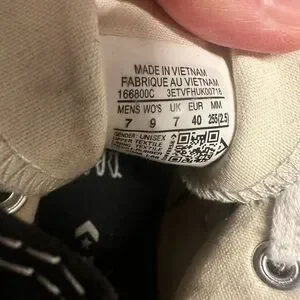 MADE IN VIETNAM
FABRIQUE AU VIETNAM
166800C 3ETVFHUK00718
MENS WO'S UK EUR MM
7 9 7 40 255(2.5)
GENDER: UNISEX
UPPER: TEXTILE
TEXTILE